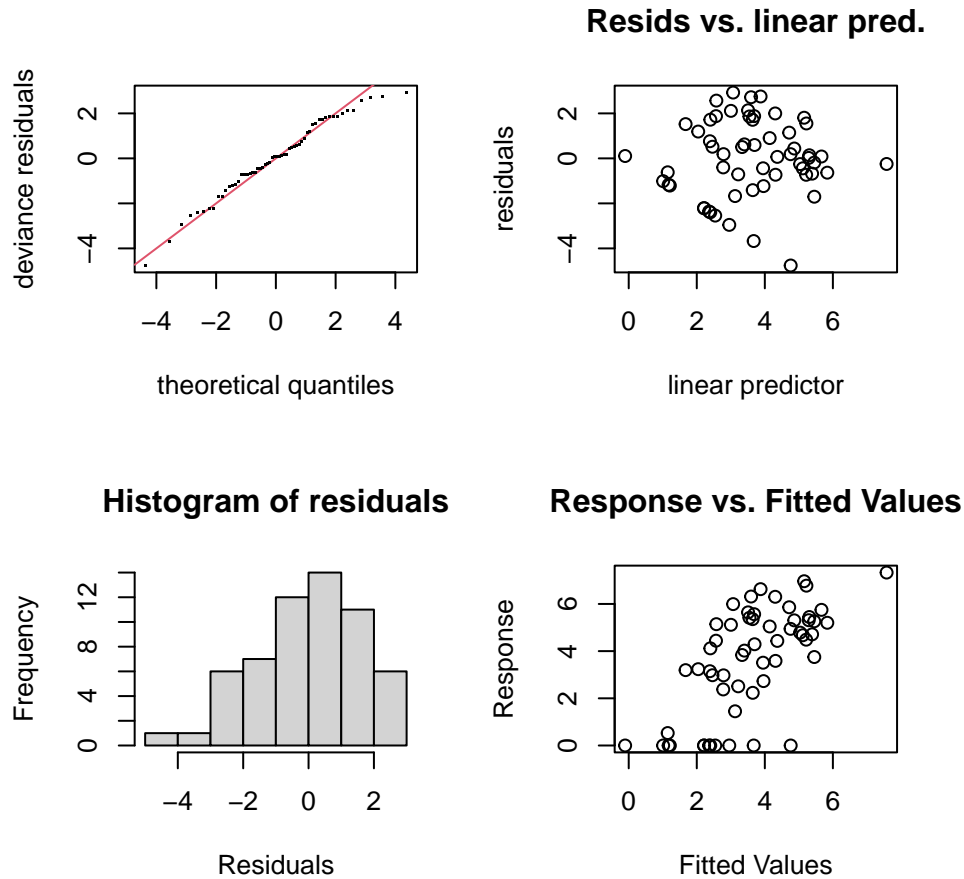 deviance residuals
2
0
−4
−4
−2
0
2
4
theoretical quantiles
Resids vs. linear pred.
residuals
2
0
−4
0
2
4
6
linear predictor
Histogram of residuals
Frequency
12
8
4
0
−4
−2
0
2
Residuals
Response vs. Fitted Values
Response
6
4
2
0
0
2
4
6
Fitted Values